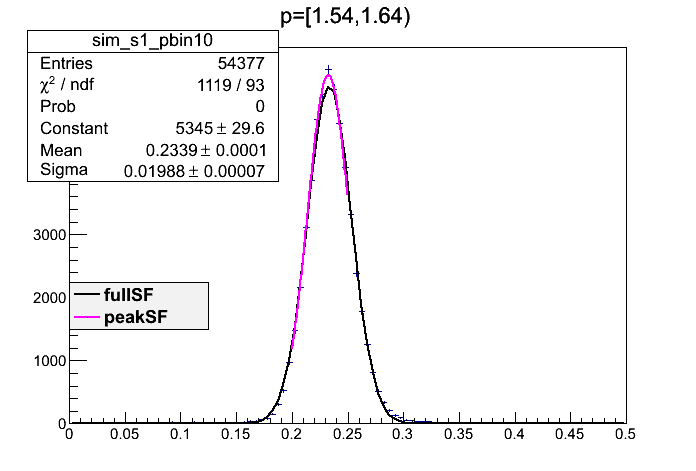 p=[1.54,1.64)
sim_s1_pbin10
Entries 54377
χ² / ndf 1119 / 93
Prob 0
Constant 5345 ± 29.6
Mean 0.2339 ± 0.0001
Sigma 0.01988 ± 0.00007
3000
2000
fullSF
peakSF
1000
0
0 0.05 0.1 0.15 0.2 0.25 0.3 0.35 0.4 0.45 0.5